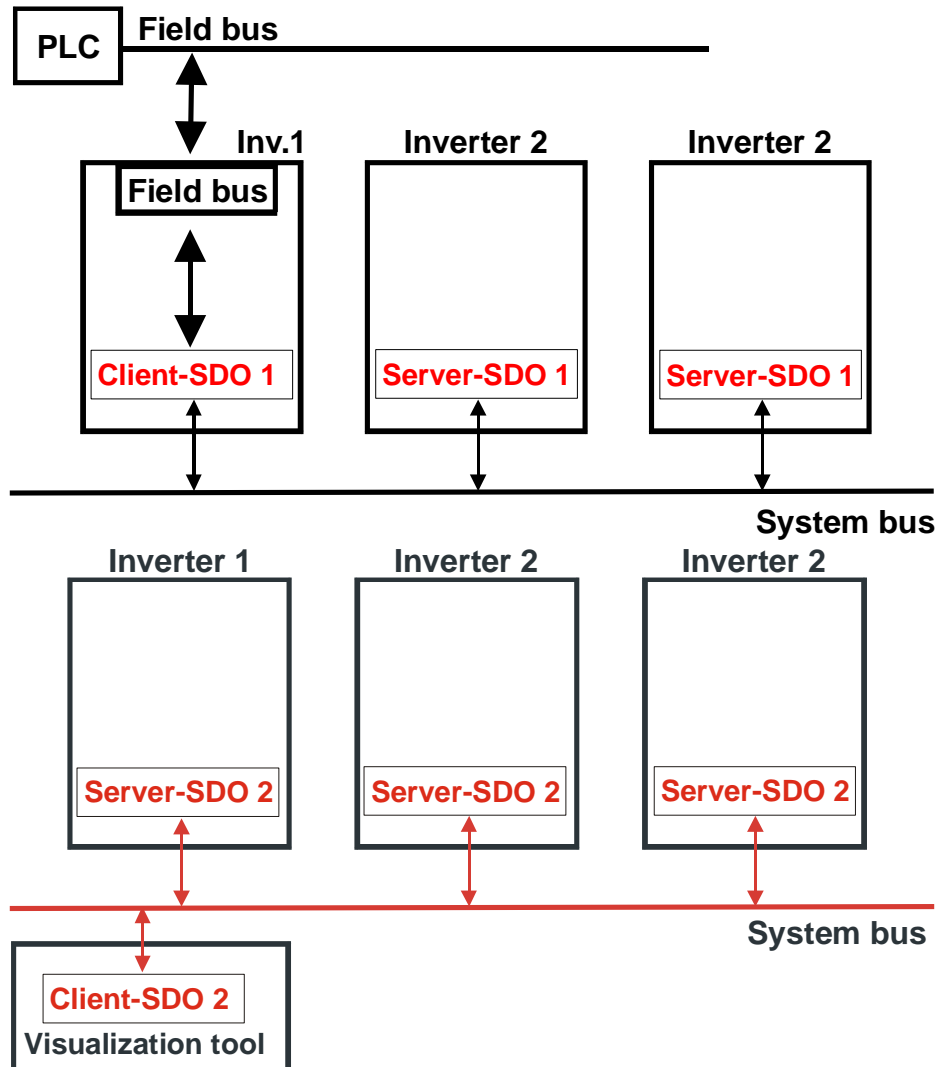 PLC
Field bus
Inv.1
Inverter 2
Inverter 2
Field bus
Client-SDO 1
Server-SDO 1
Server-SDO 1
System bus
Inverter 1
Inverter 2
Inverter 2
Server-SDO 2
Server-SDO 2
Server-SDO 2
System bus
Client-SDO 2
Visualization tool